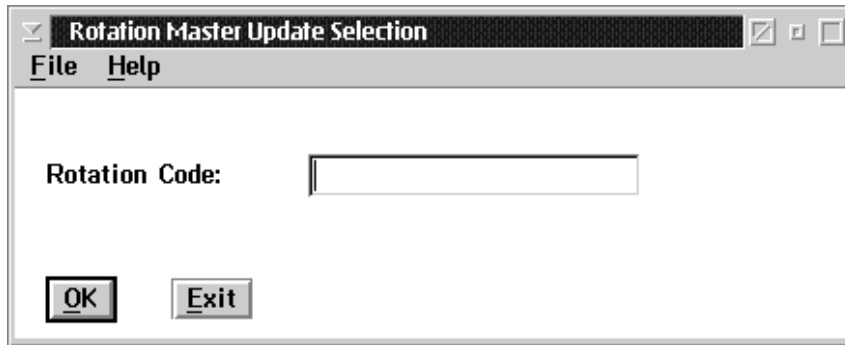 Rotation Master Update Selection
File Help
Rotation Code:
OK Exit